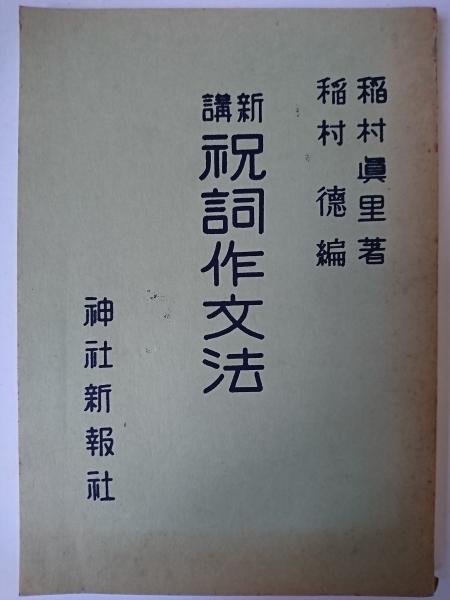 稲村眞里著
稲村徳編
新講
祝詞作文法
神社新報社